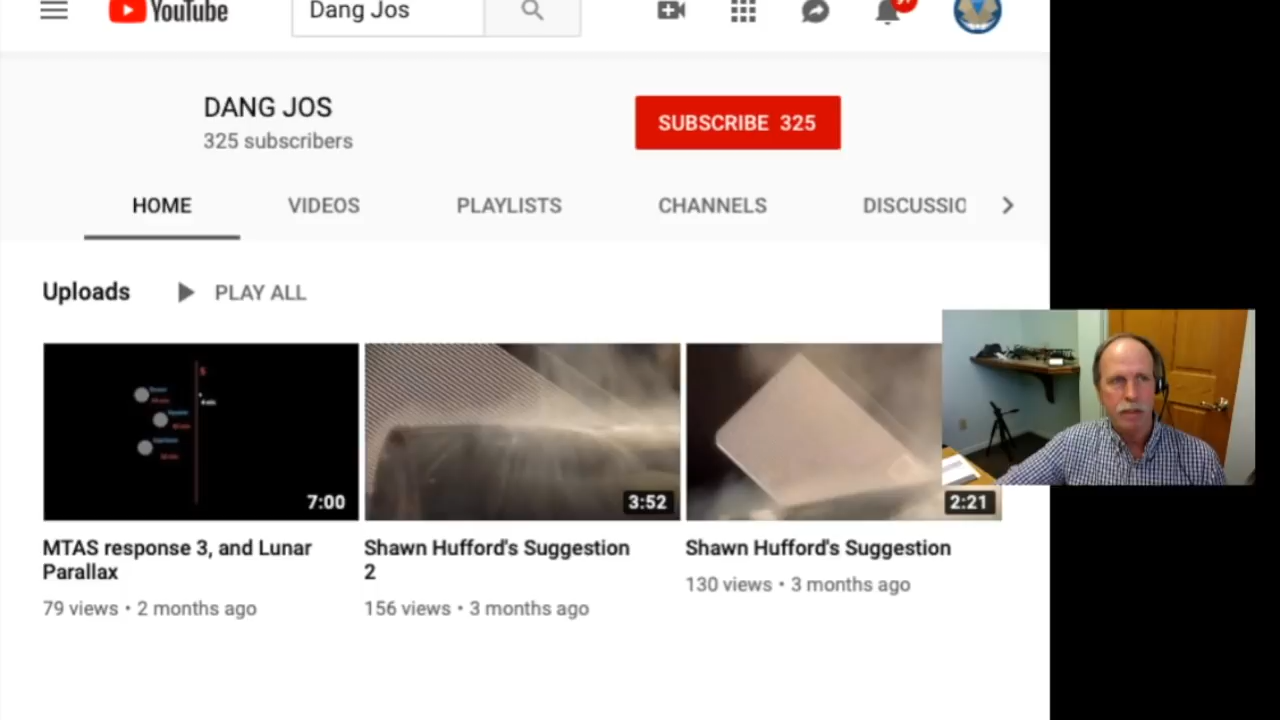 YouTube
Dang Jos
DANG JOS
325 subscribers
SUBSCRIBE 325
HOME VIDEOS PLAYLISTS CHANNELS DISCUSSIO
Uploads PLAY ALL
S
7:00 3:52 2:21
MTAS response 3, and Lunar
Parallax
79 views • 2 months ago
Shawn Hufford's Suggestion
2
156 views • 3 months ago
Shawn Hufford's Suggestion
130 views • 3 months ago